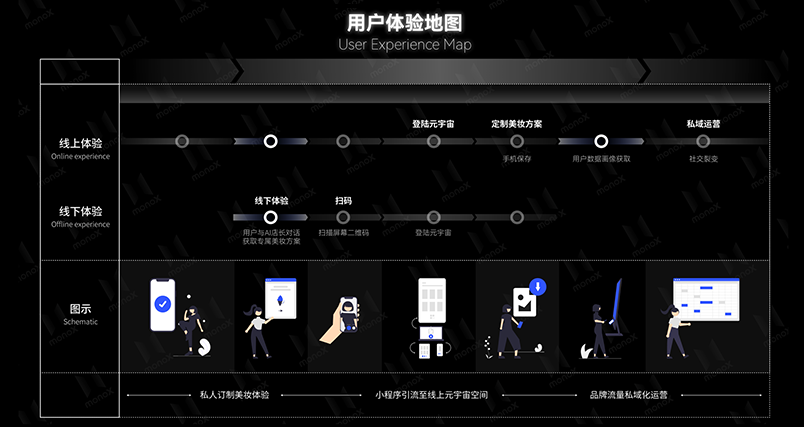 用户体验地图
User Experience Map
线上体验
Online experience
登陆元宇宙
定制美妆方案
手机保存
用户数据画像获取
私域运营
社交裂变
线下体验
Offline experience
线下体验
用户与AI店长对话
获取专属美妆方案
扫码
扫描屏幕二维码
登陆元宇宙
图示
Schematic
私人订制美妆体验
小程序引流至线上元宇宙空间
品牌流量私域化运营
monoX